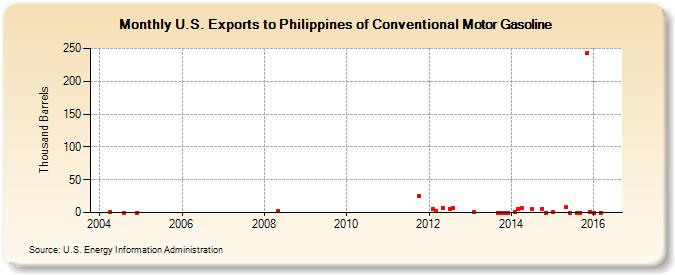 Monthly U.S. Exports to Philippines of Conventional Motor Gasoline
Thousand Barrels
250
200
150
100
50
0
2004 2006 2008 2010 2012 2014 2016
Source: U.S. Energy Information Administration